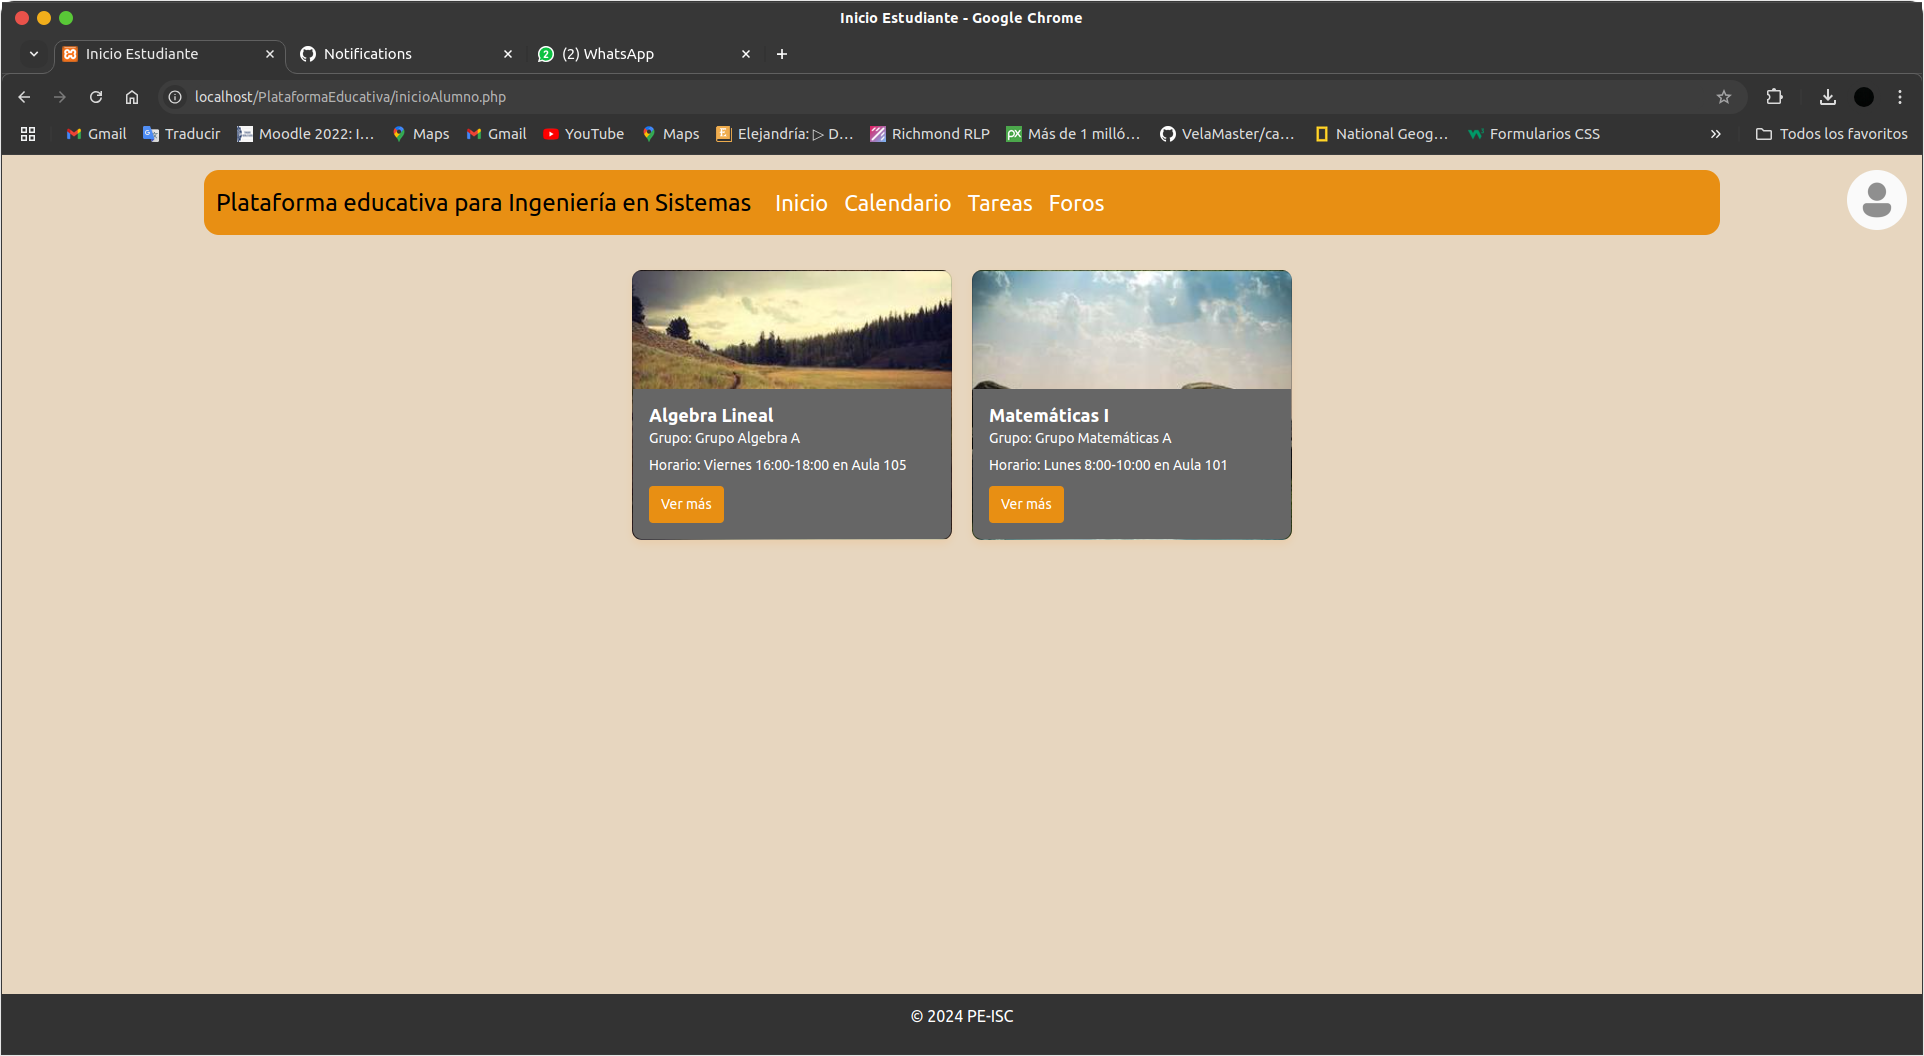 Inicio Estudiante - Google Chrome
Inicio Estudiante
Notifications
2 (2) WhatsApp
localhost/PlataformaEducativa/inicioAlumno.php
Gmail
Traducir
Moodle 2022: I…
Maps
Gmail
YouTube
Maps
Elejandría: ▷ D…
Richmond RLP
px Más de 1 milló…
VelaMaster/ca…
National Geog…
Formularios CSS
»
Todos los favoritos
Plataforma educativa para Ingeniería en Sistemas
Inicio
Calendario
Tareas
Foros
Algebra Lineal
Grupo: Grupo Algebra A
Horario: Viernes 16:00-18:00 en Aula 105
Ver más
Matemáticas I
Grupo: Grupo Matemáticas A
Horario: Lunes 8:00-10:00 en Aula 101
Ver más
© 2024 PE-ISC